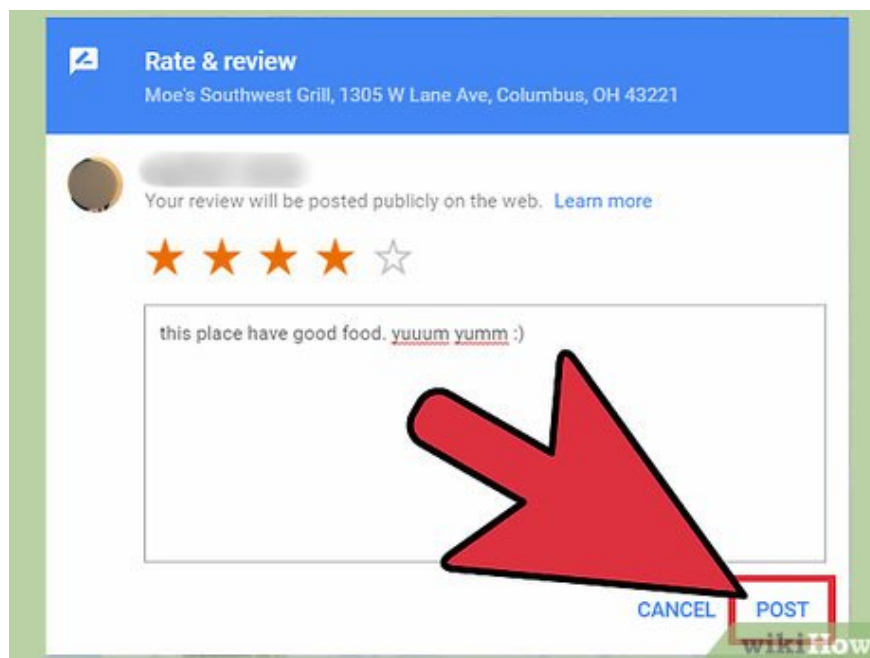 Rate & review
Moe's Southwest Grill, 1305 W Lane Ave, Columbus, OH 43221
Your review will be posted publicly on the web. Learn more
this place have good food. yuuum yumm :)
CANCEL POST
wikiHow